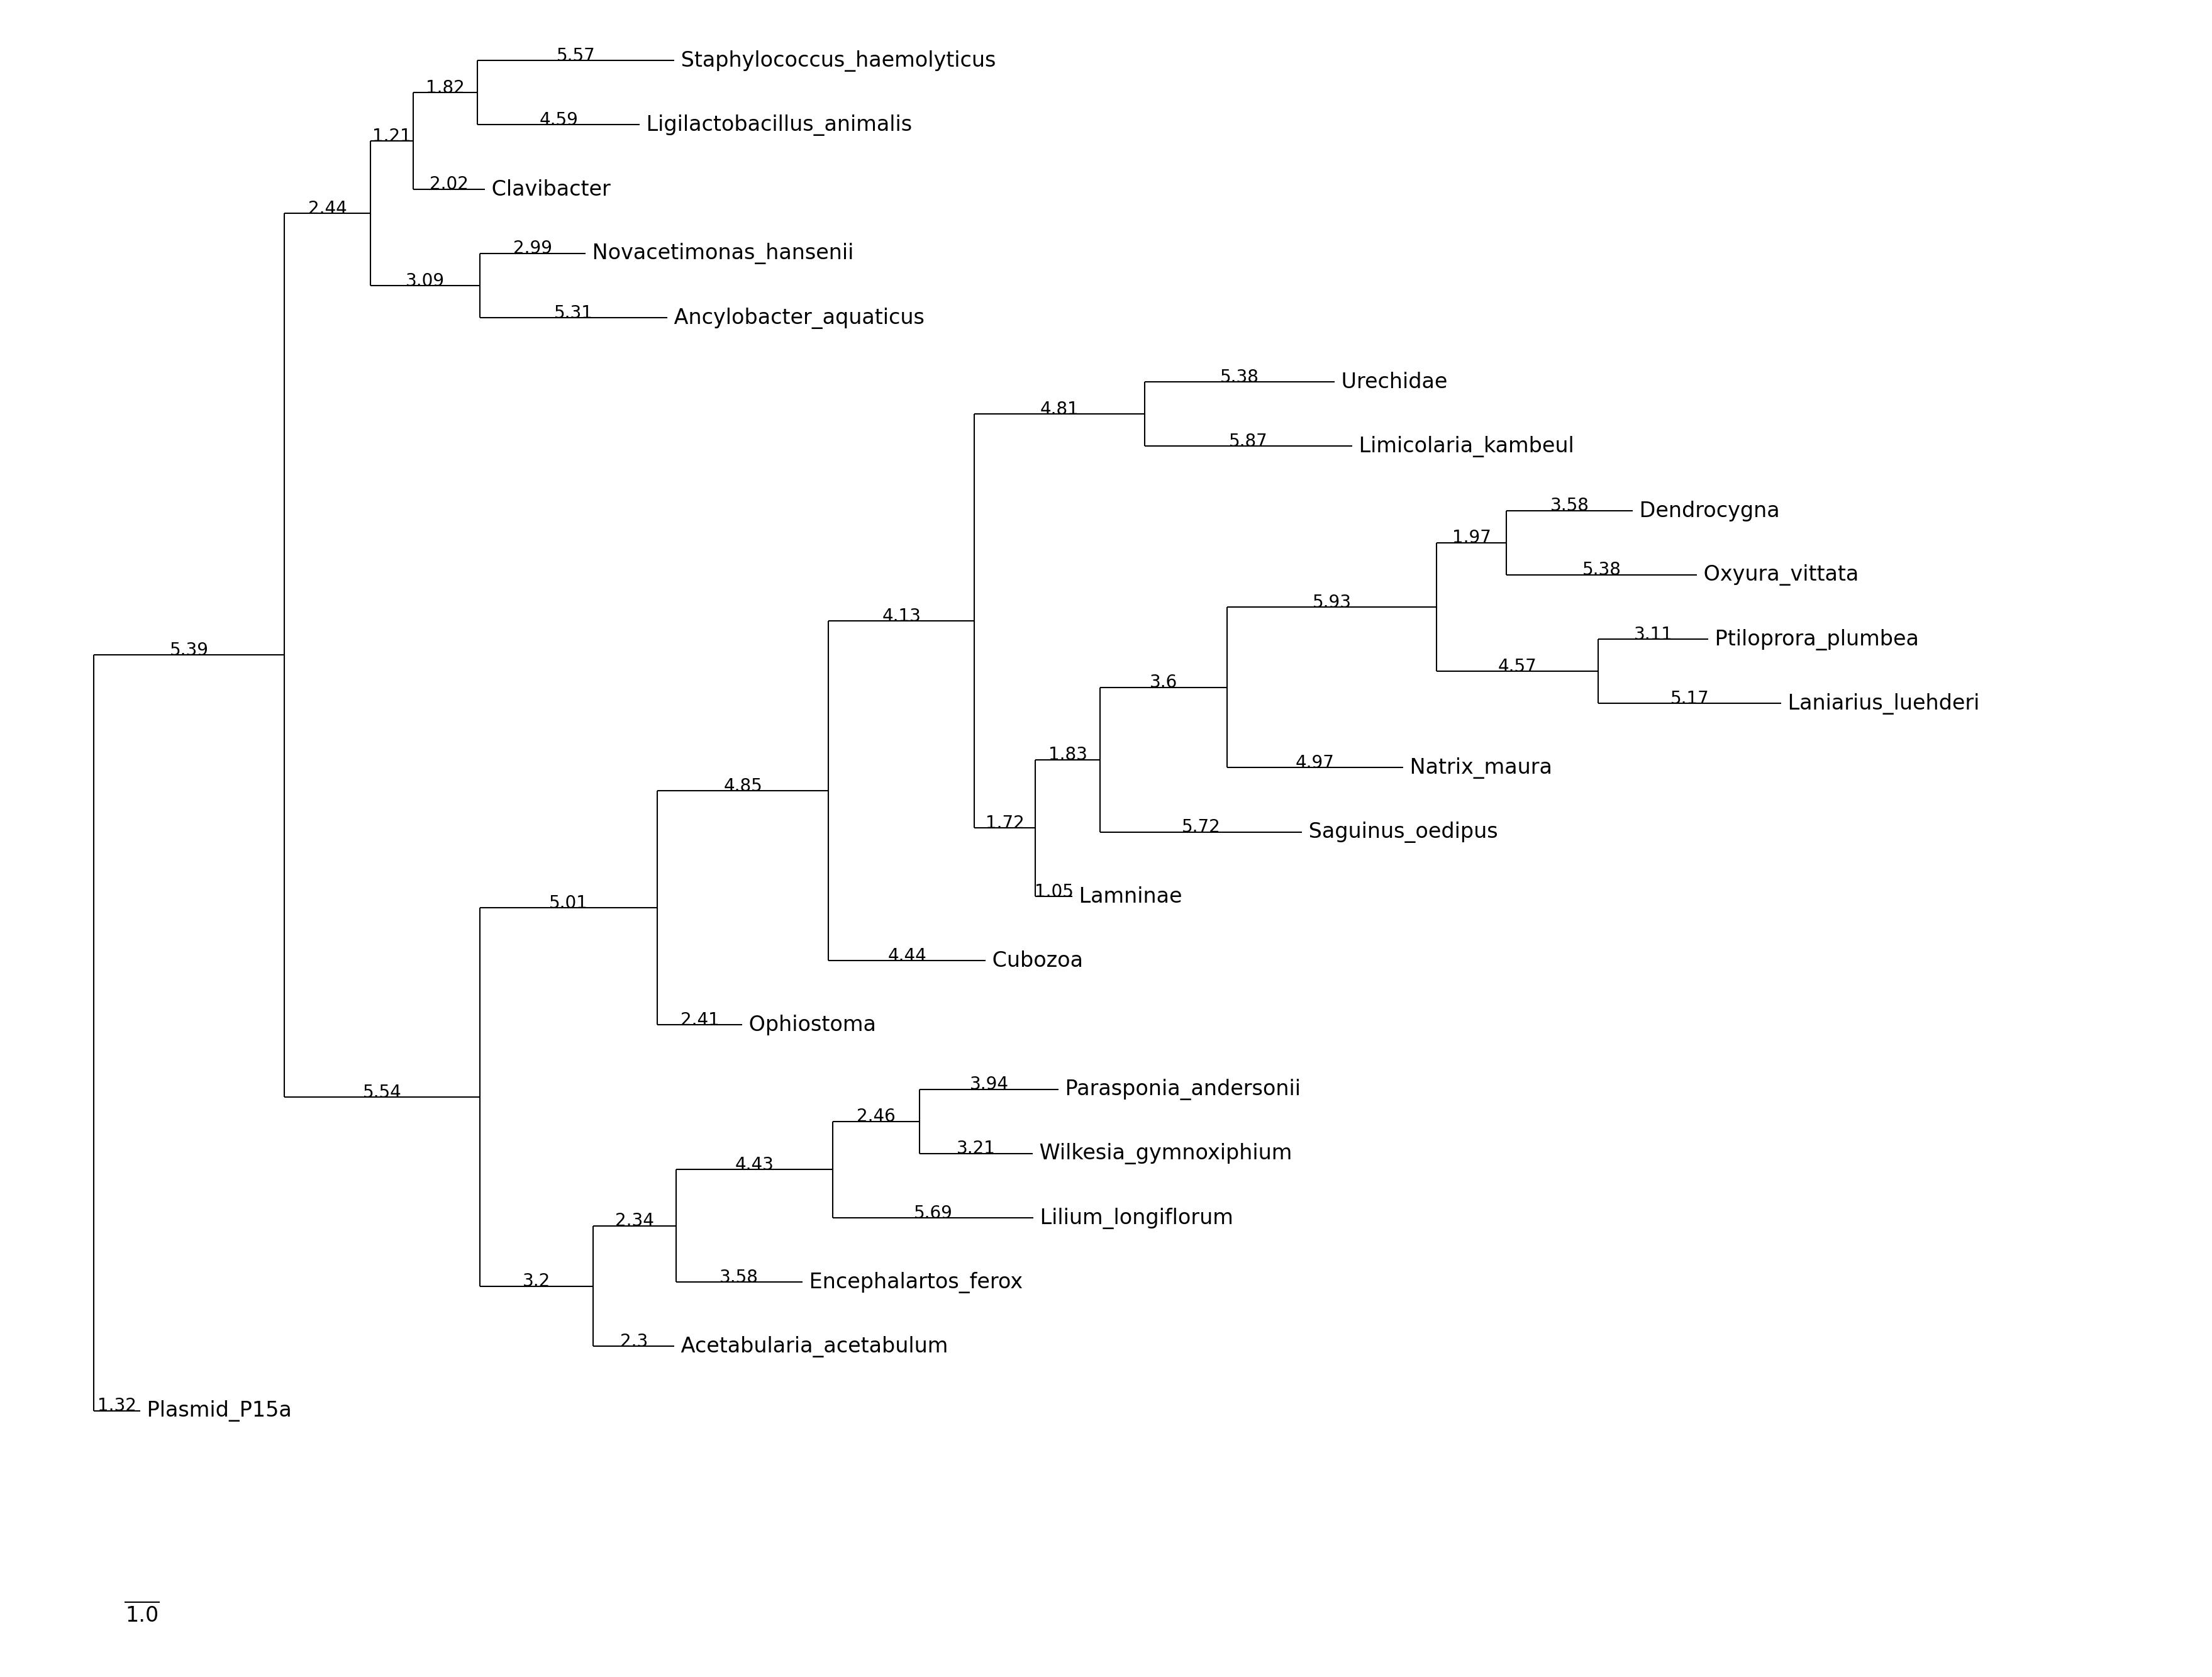 5.57 Staphylococcus_haemolyticus
1.82
4.59 Ligilactobacillus_animalis
1.21
2.02 Clavibacter
2.44
2.99 Novacetimonas_hansenii
3.09
5.31 Ancylobacter_aquaticus
5.38 Urechidae
4.81
5.87 Limicolaria_kambeul
3.58 Dendrocygna
1.97
5.38 Oxyura_vittata
5.93
4.13
3.11 Ptiloprora_plumbea
5.39
4.57
3.6
5.17 Laniarius_luehderi
1.83
4.97 Natrix_maura
4.85
1.72
5.72 Saguinus_oedipus
1.05 Lamninae
5.01
4.44 Cubozoa
2.41 Ophiostoma
3.94 Parasponia_andersonii
5.54
2.46
3.21 Wilkesia_gymnoxiphium
4.43
5.69 Lilium_longiflorum
2.34
3.58 Encephalartos_ferox
3.2
2.3 Acetabularia_acetabulum
1.32 Plasmid_P15a
1.0